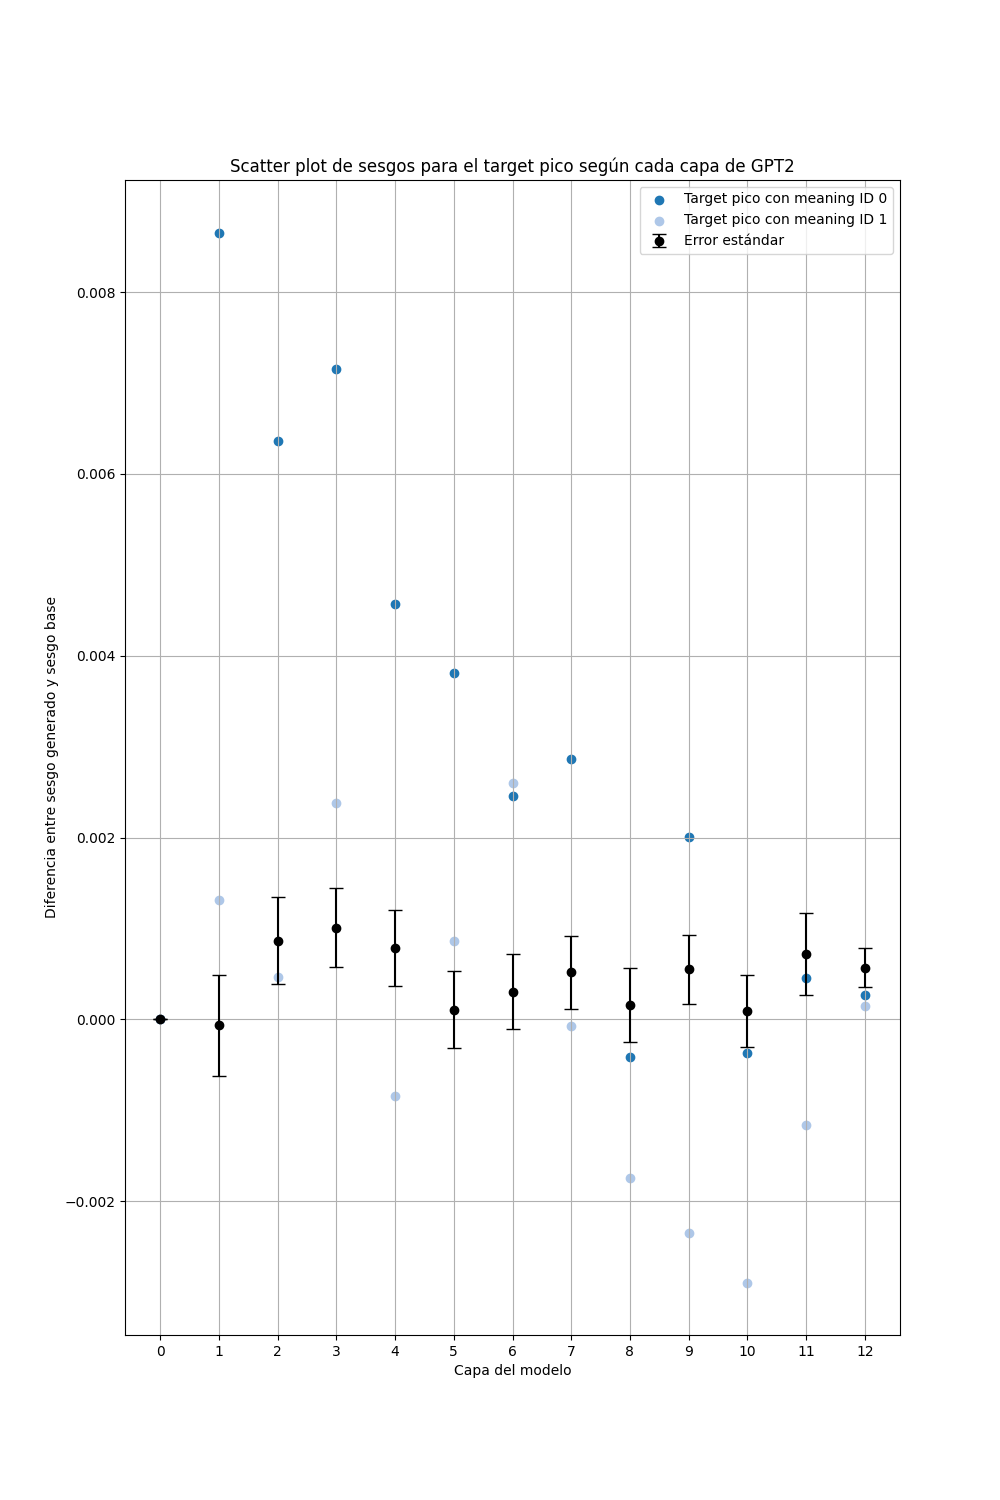 Scatter plot de sesgos para el target pico según cada capa de GPT2
Target pico con meaning ID 0
Target pico con meaning ID 1
Error estándar
0.008
0.006
0.004
0.002
0.000
−0.002
Diferencia entre sesgo generado y sesgo base
0 1 2 3 4 5 6 7 8 9 10 11 12
Capa del modelo